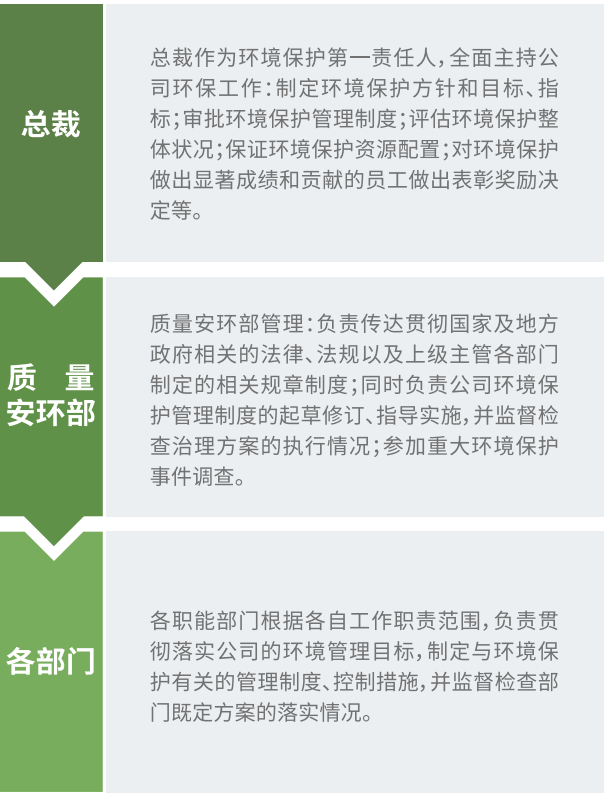 总裁
总裁作为环境保护第一责任人，全面主持公
司环保工作：制定环境保护方针和目标、指
标；审批环境保护管理制度；评估环境保护整
体状况；保证环境保护资源配置；对环境保护
做出显著成绩和贡献的员工做出表彰奖励决
定等。
质 量
安环部
质量安环部管理：负责传达贯彻国家及地方
政府相关的法律、法规以及上级主管各部门
制定的相关规章制度；同时负责公司环境保
护管理制度的起草修订、指导实施，并监督检
查治理方案的执行情况；参加重大环境保护
事件调查。
各部门
各职能部门根据各自工作职责范围，负责贯
彻落实公司的环境管理目标，制定与环境保
护有关的管理制度、控制措施，并监督检查部
门既定方案的落实情况。